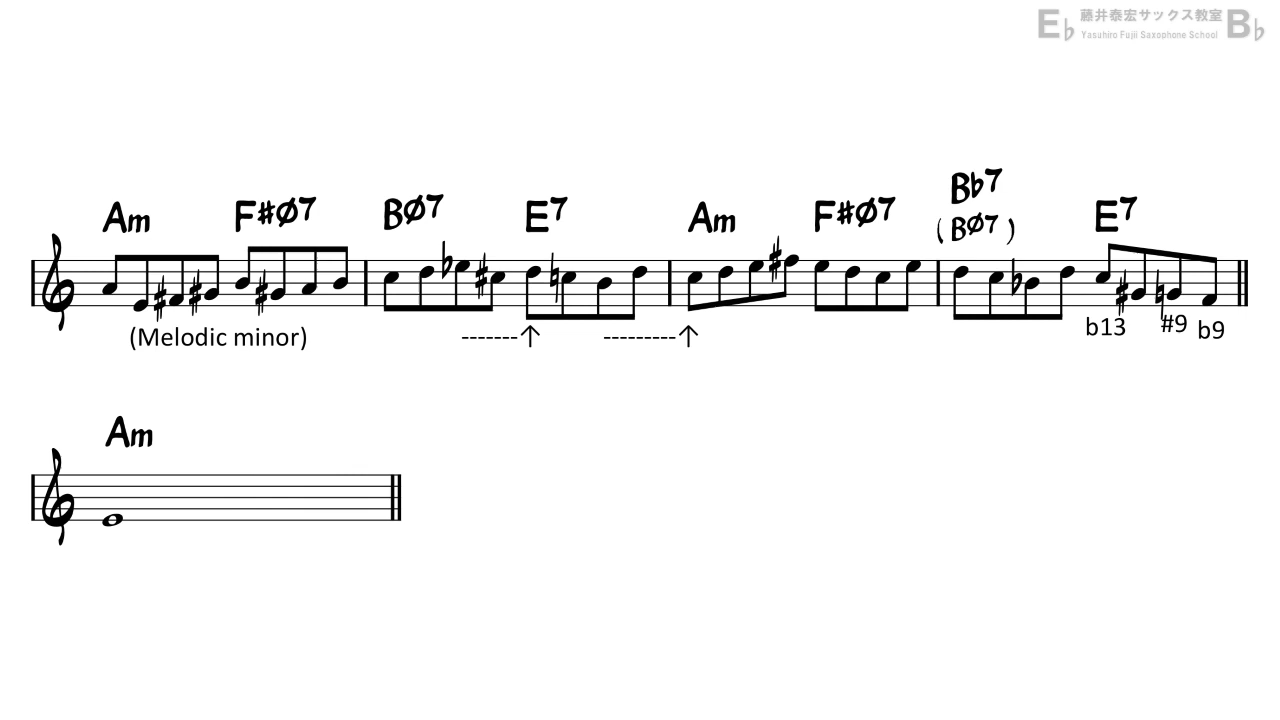 E♭ 藤井泰宏サックス教室 B♭
Yasuhiro Fujii Saxophone School
Am F#Ø7 BØ7 E7 Am F#Ø7 B♭7 E7
(BØ7)
(Melodic minor) -------↑ ---------↑ b13 #9 b9
Am